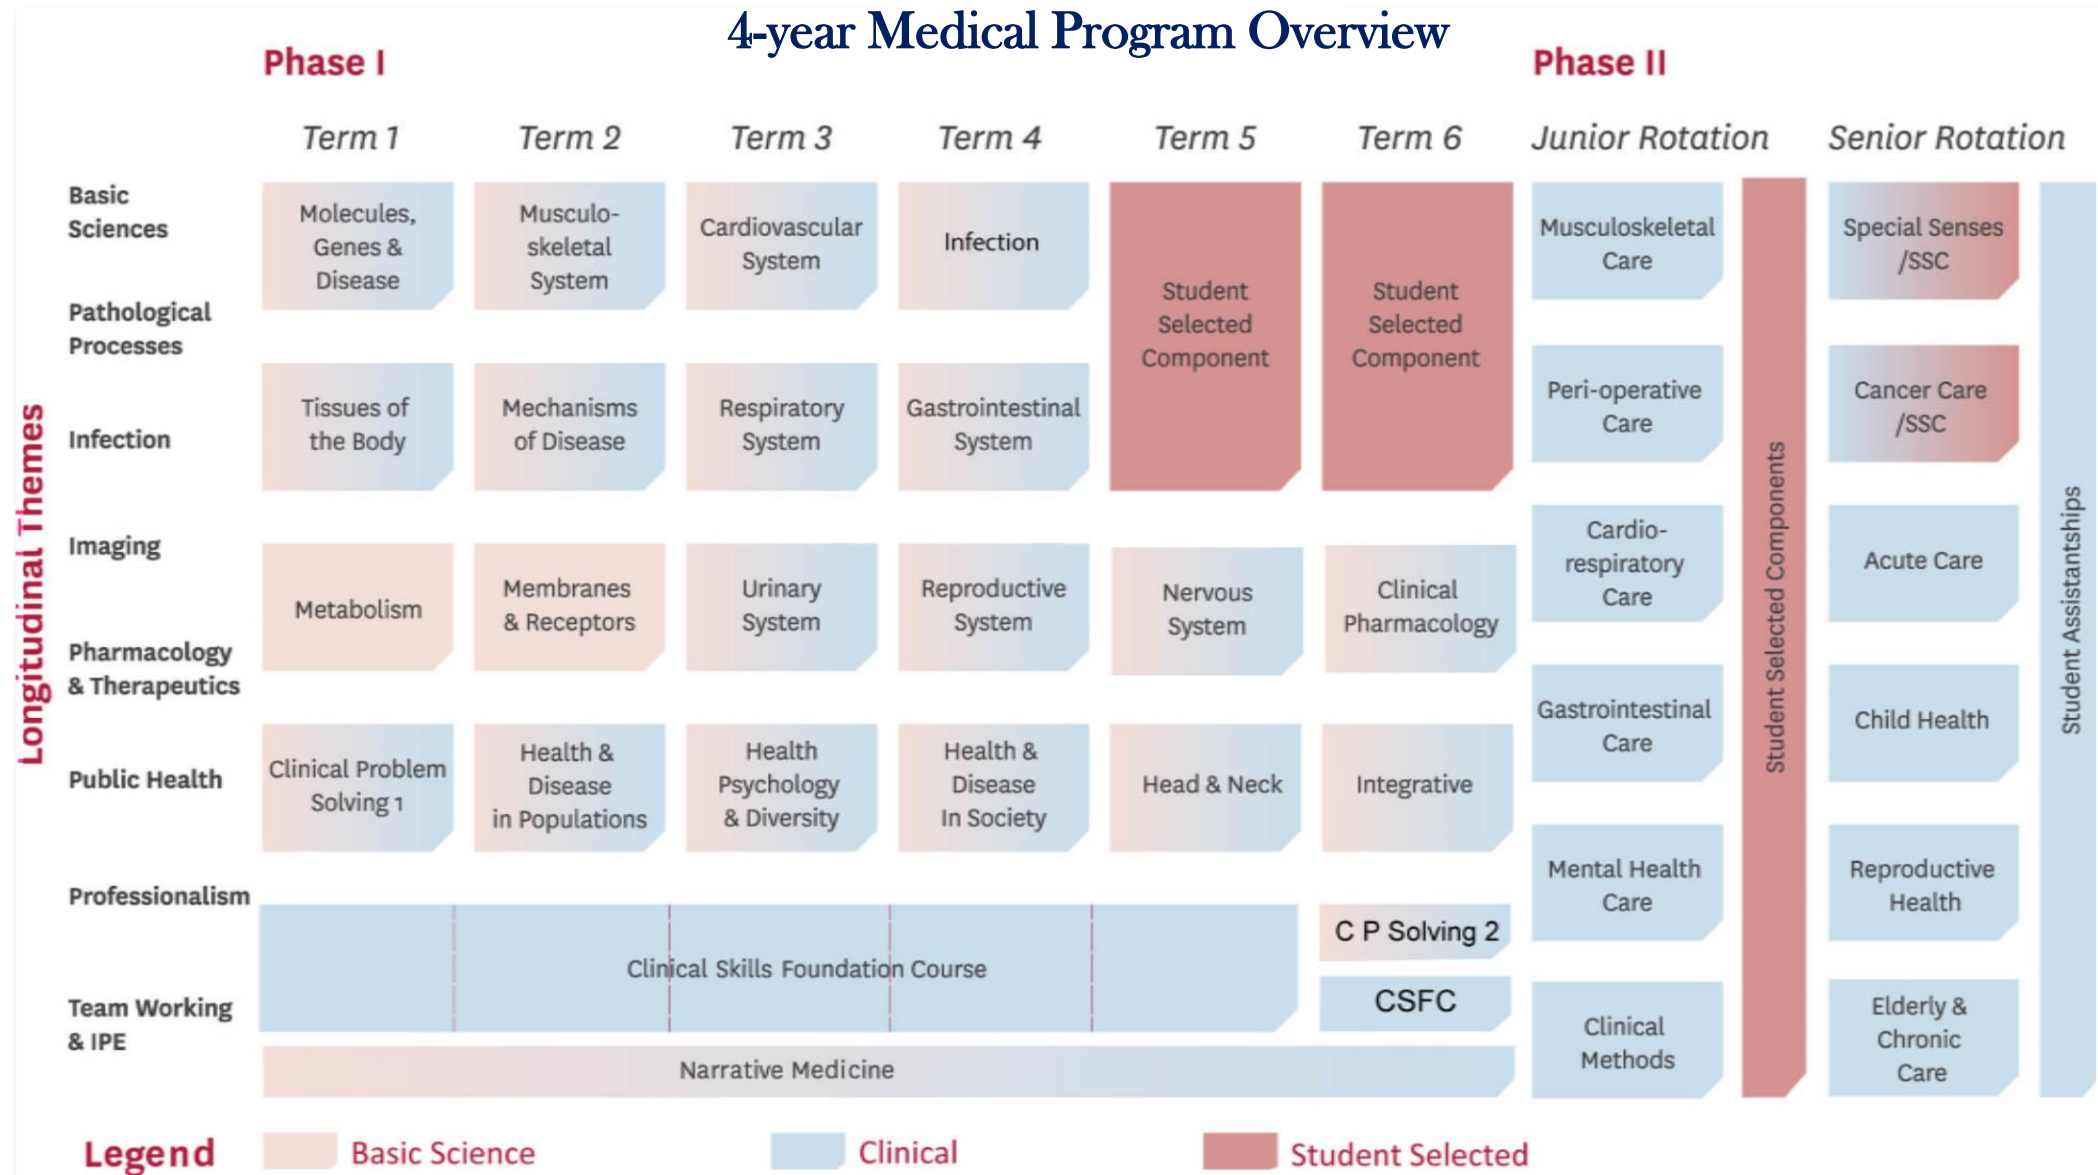 4-year Medical Program Overview
Phase I
Phase II
Term 1
Term 2
Term 3
Term 4
Term 5
Term 6
Junior Rotation
Senior Rotation
Longitudinal Themes
Basic
Sciences
Pathological
Processes
Infection
Imaging
Pharmacology
& Therapeutics
Public Health
Professionalism
Team Working
& IPE
Molecules,
Genes &
Disease
Musculo-
skeletal
System
Cardiovascular
System
Infection
Student
Selected
Component
Student
Selected
Component
Musculoskeletal
Care
Special Senses
/SSC
Tissues of
the Body
Mechanisms
of Disease
Respiratory
System
Gastrointestinal
System
Peri-operative
Care
Cancer Care
/SSC
Metabolism
Membranes
& Receptors
Urinary
System
Reproductive
System
Nervous
System
Clinical
Pharmacology
Cardio-
respiratory
Care
Acute Care
Gastrointestinal
Care
Child Health
Clinical Problem
Solving 1
Health &
Disease
in Populations
Health
Psychology
& Diversity
Health &
Disease
In Society
Head & Neck
Integrative
Mental Health
Care
Reproductive
Health
Clinical Skills Foundation Course
C P Solving 2
CSFC
Narrative Medicine
Clinical
Methods
Elderly &
Chronic
Care
Student Selected Components
Student Assistantships
Legend
Basic Science
Clinical
Student Selected